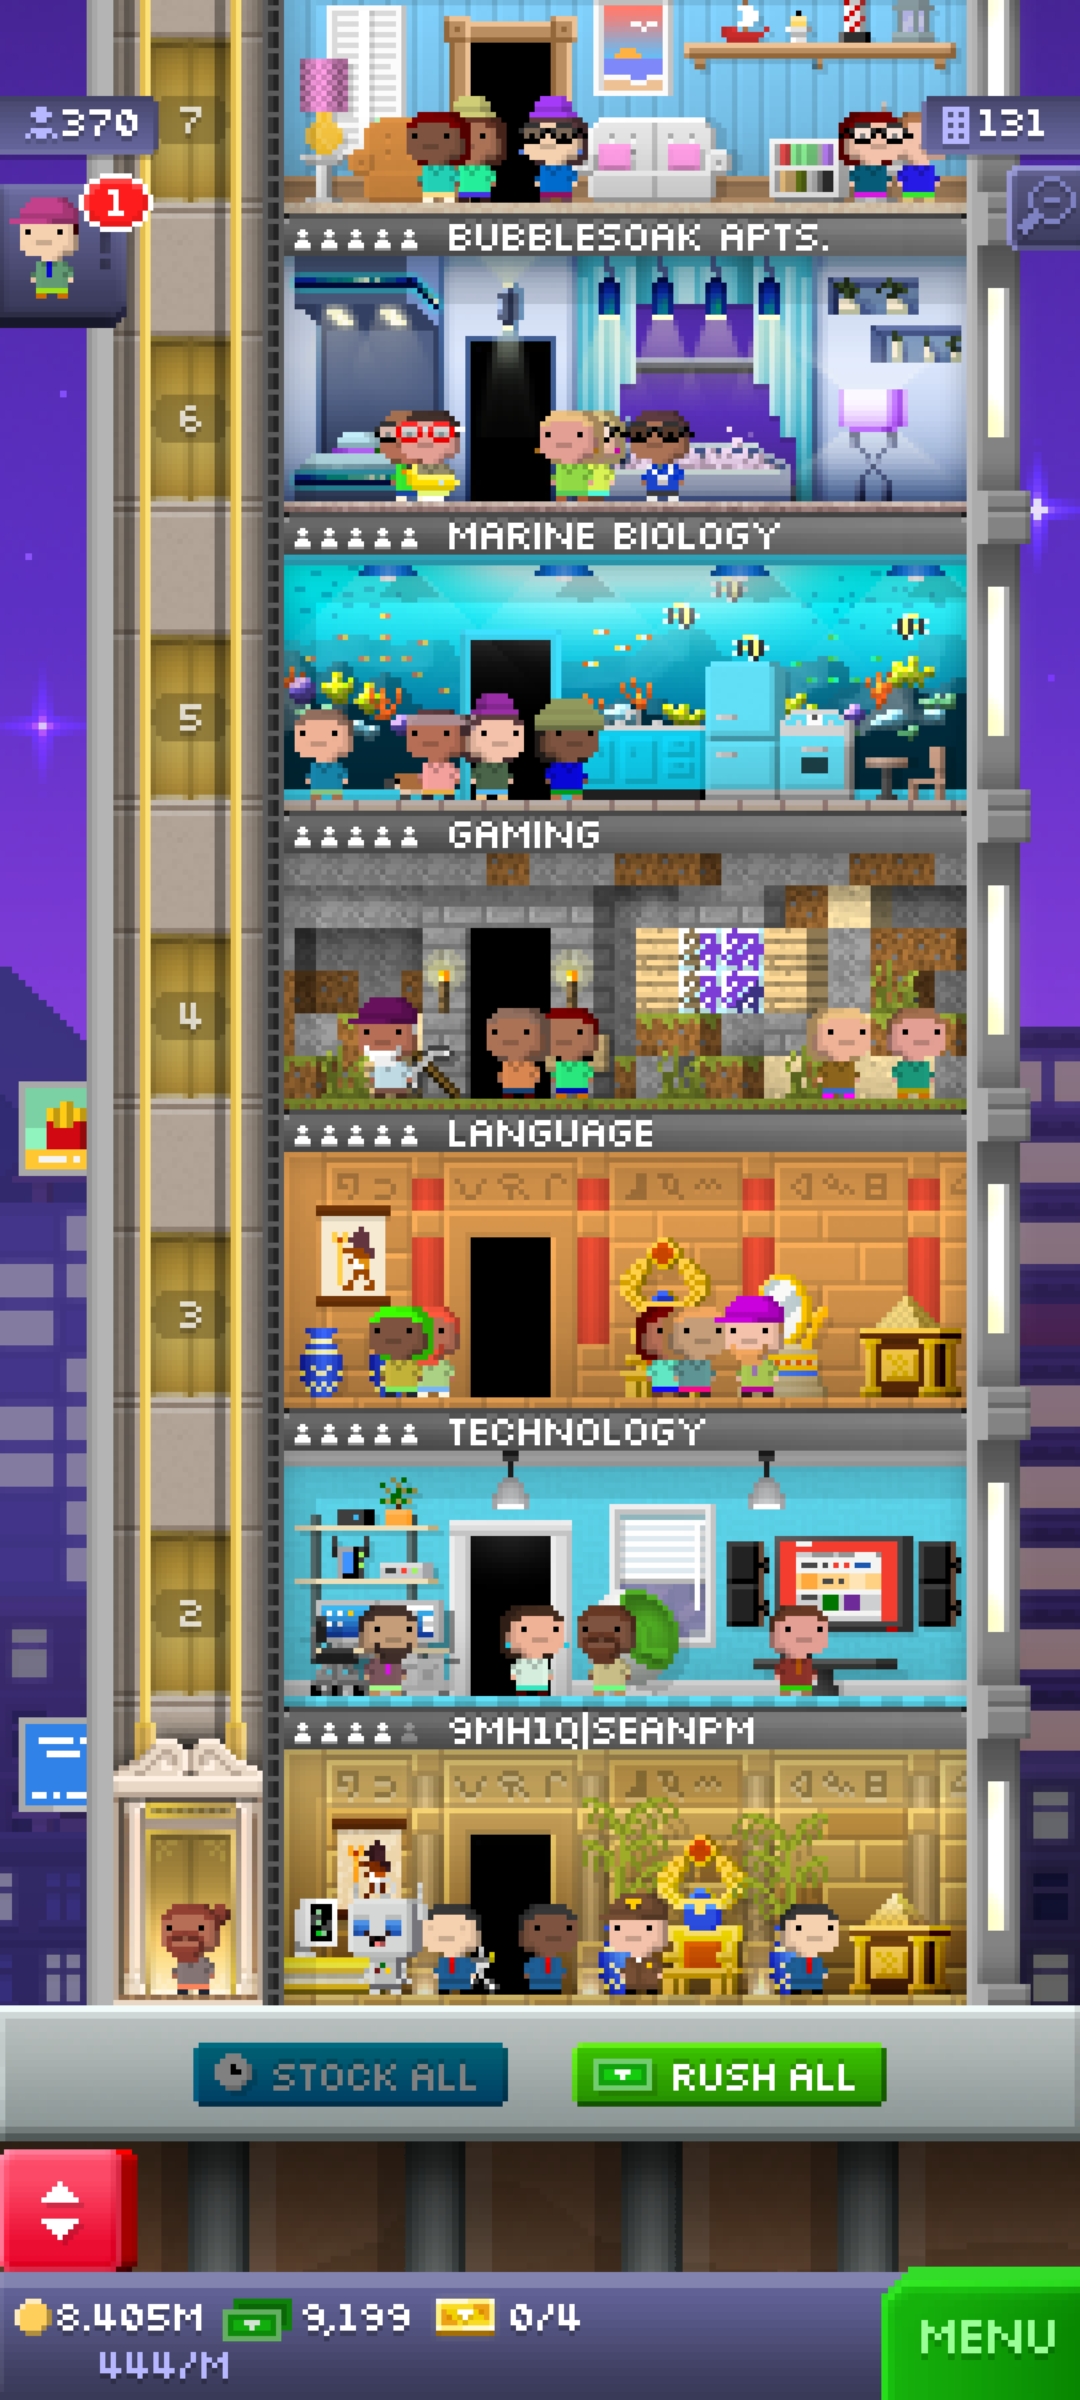 7
370
131
1
BUBBLESOAK APTS.
6
MARINE BIOLOGY
5
GAMING
4
LANGUAGE
3
TECHNOLOGY
2
9MH1Q|SEANPM
STOCK ALL
RUSH ALL
8.405M
9,199
0/4
444/M
MENU